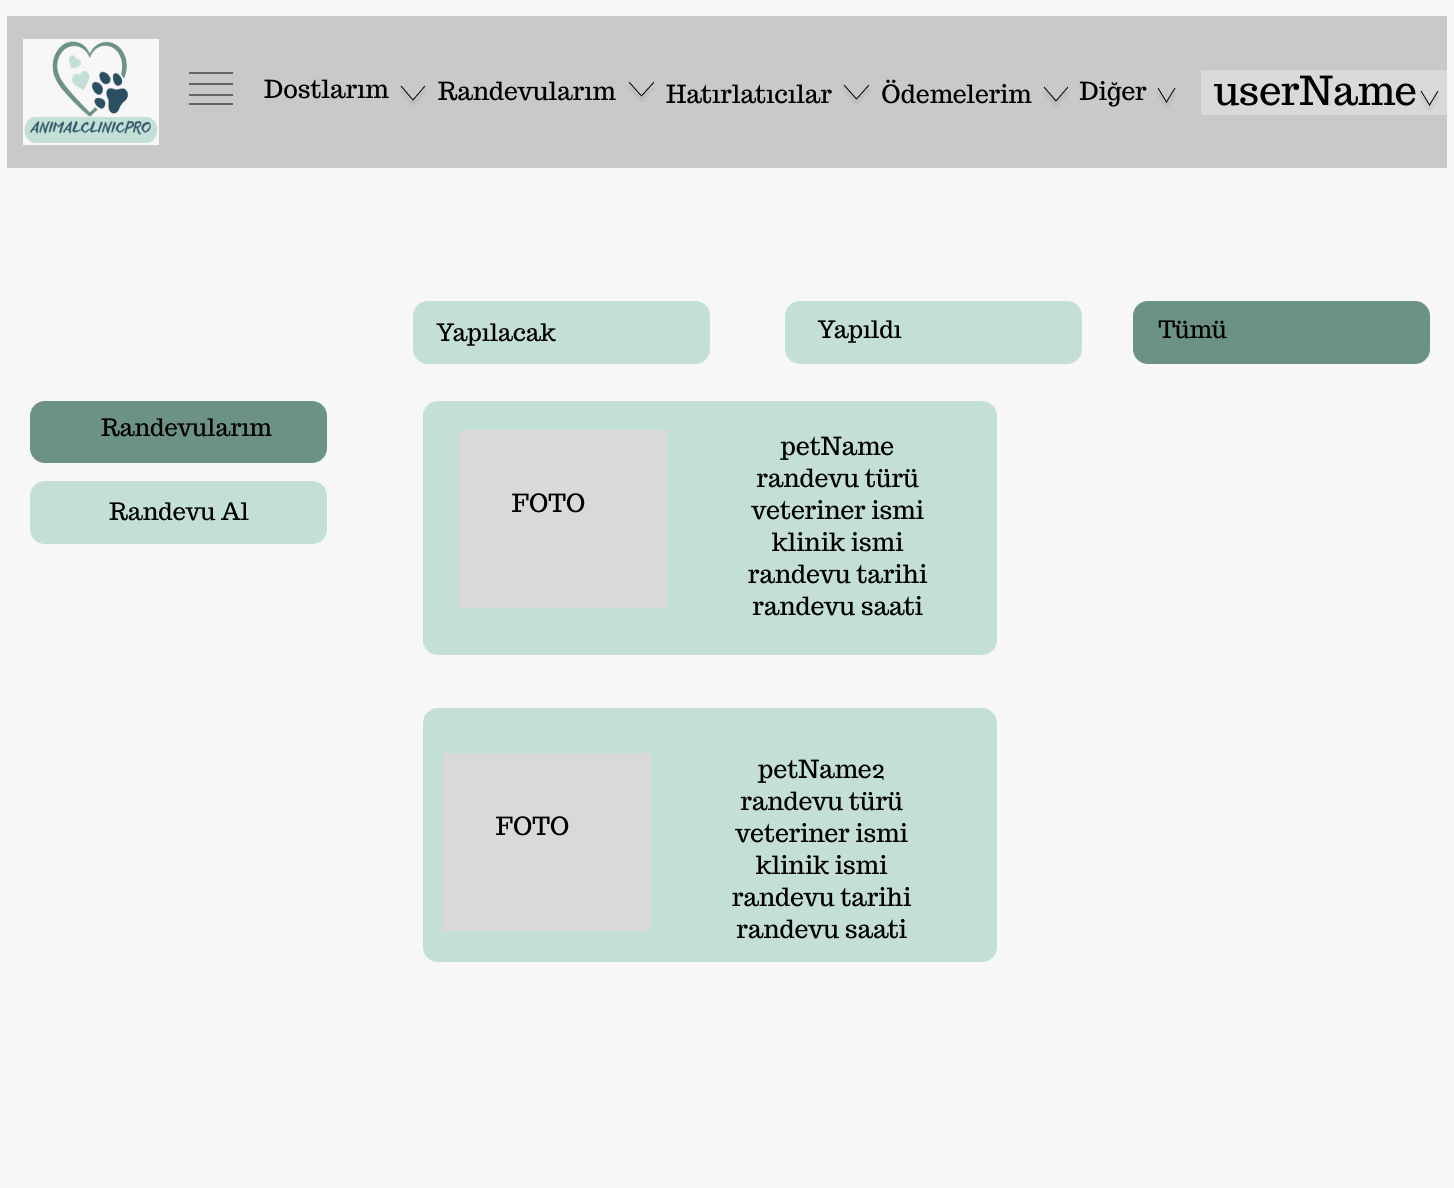 ANIMALCLINICPRO
Dostlarım
Randevularım
Hatırlatıcılar
Ödemelerim
Diğer
userName
Yapılacak
Yapıldı
Tümü
Randevularım
Randevu Al
FOTO
petName
randevu türü
veteriner ismi
klinik ismi
randevu tarihi
randevu saati
FOTO
petName2
randevu türü
veteriner ismi
klinik ismi
randevu tarihi
randevu saati